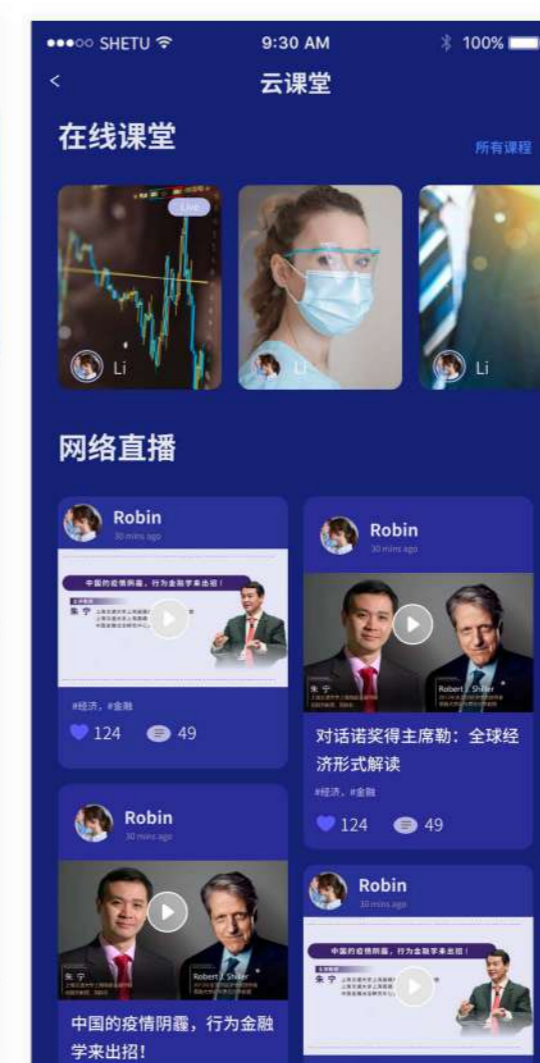 SHETU
9:30 AM
100%
<
云课堂
在线课堂
所有课程
Live
Li
Li
Li
网络直播
Robin
30 mins ago
中国的疫情阴霾，行为金融学来出招！
朱 宁
#经济，#金融
124
49
Robin
30 mins ago
朱 宁
Robert J. Shiller
对话诺奖得主席勒：全球经
济形式解读
#经济，#金融
124
49
Robin
30 mins ago
朱 宁
Robert J. Shiller
中国的疫情阴霾，行为金融
学来出招！
Robin
30 mins ago
中国的疫情阴霾，行为金融学来出招！
朱 宁